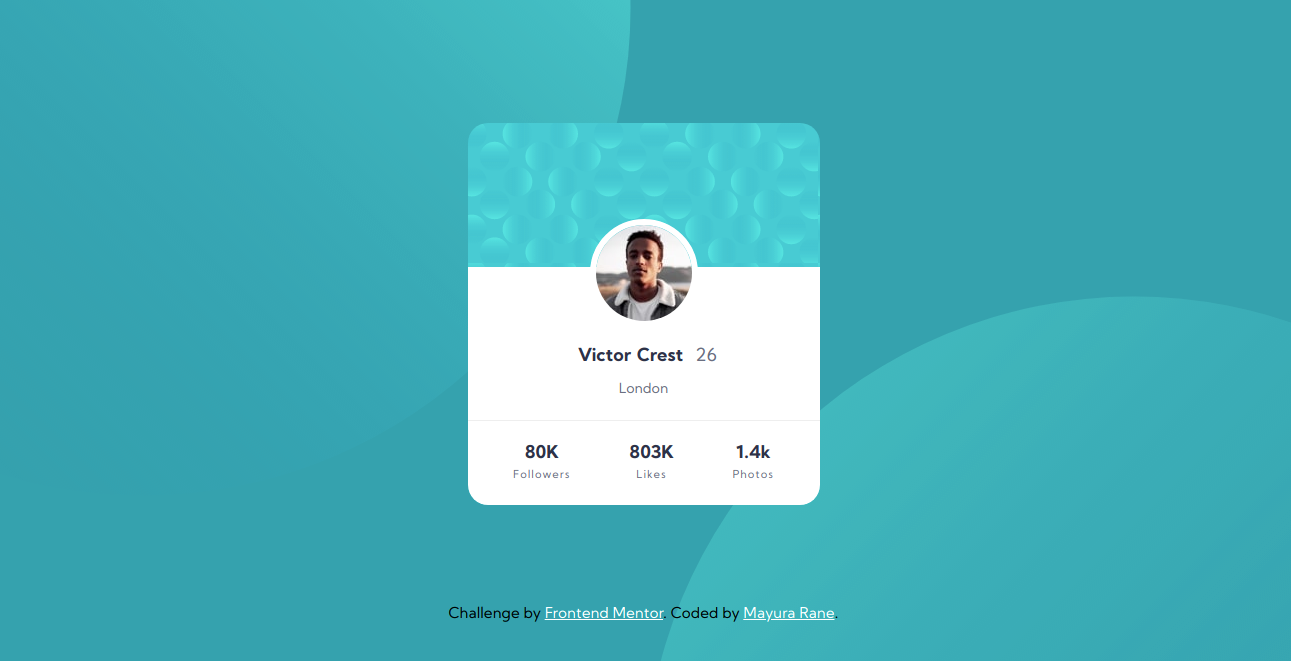 Victor Crest 26
London
80K 803K 1.4k
Followers Likes Photos
Challenge by Frontend Mentor. Coded by Mayura Rane.